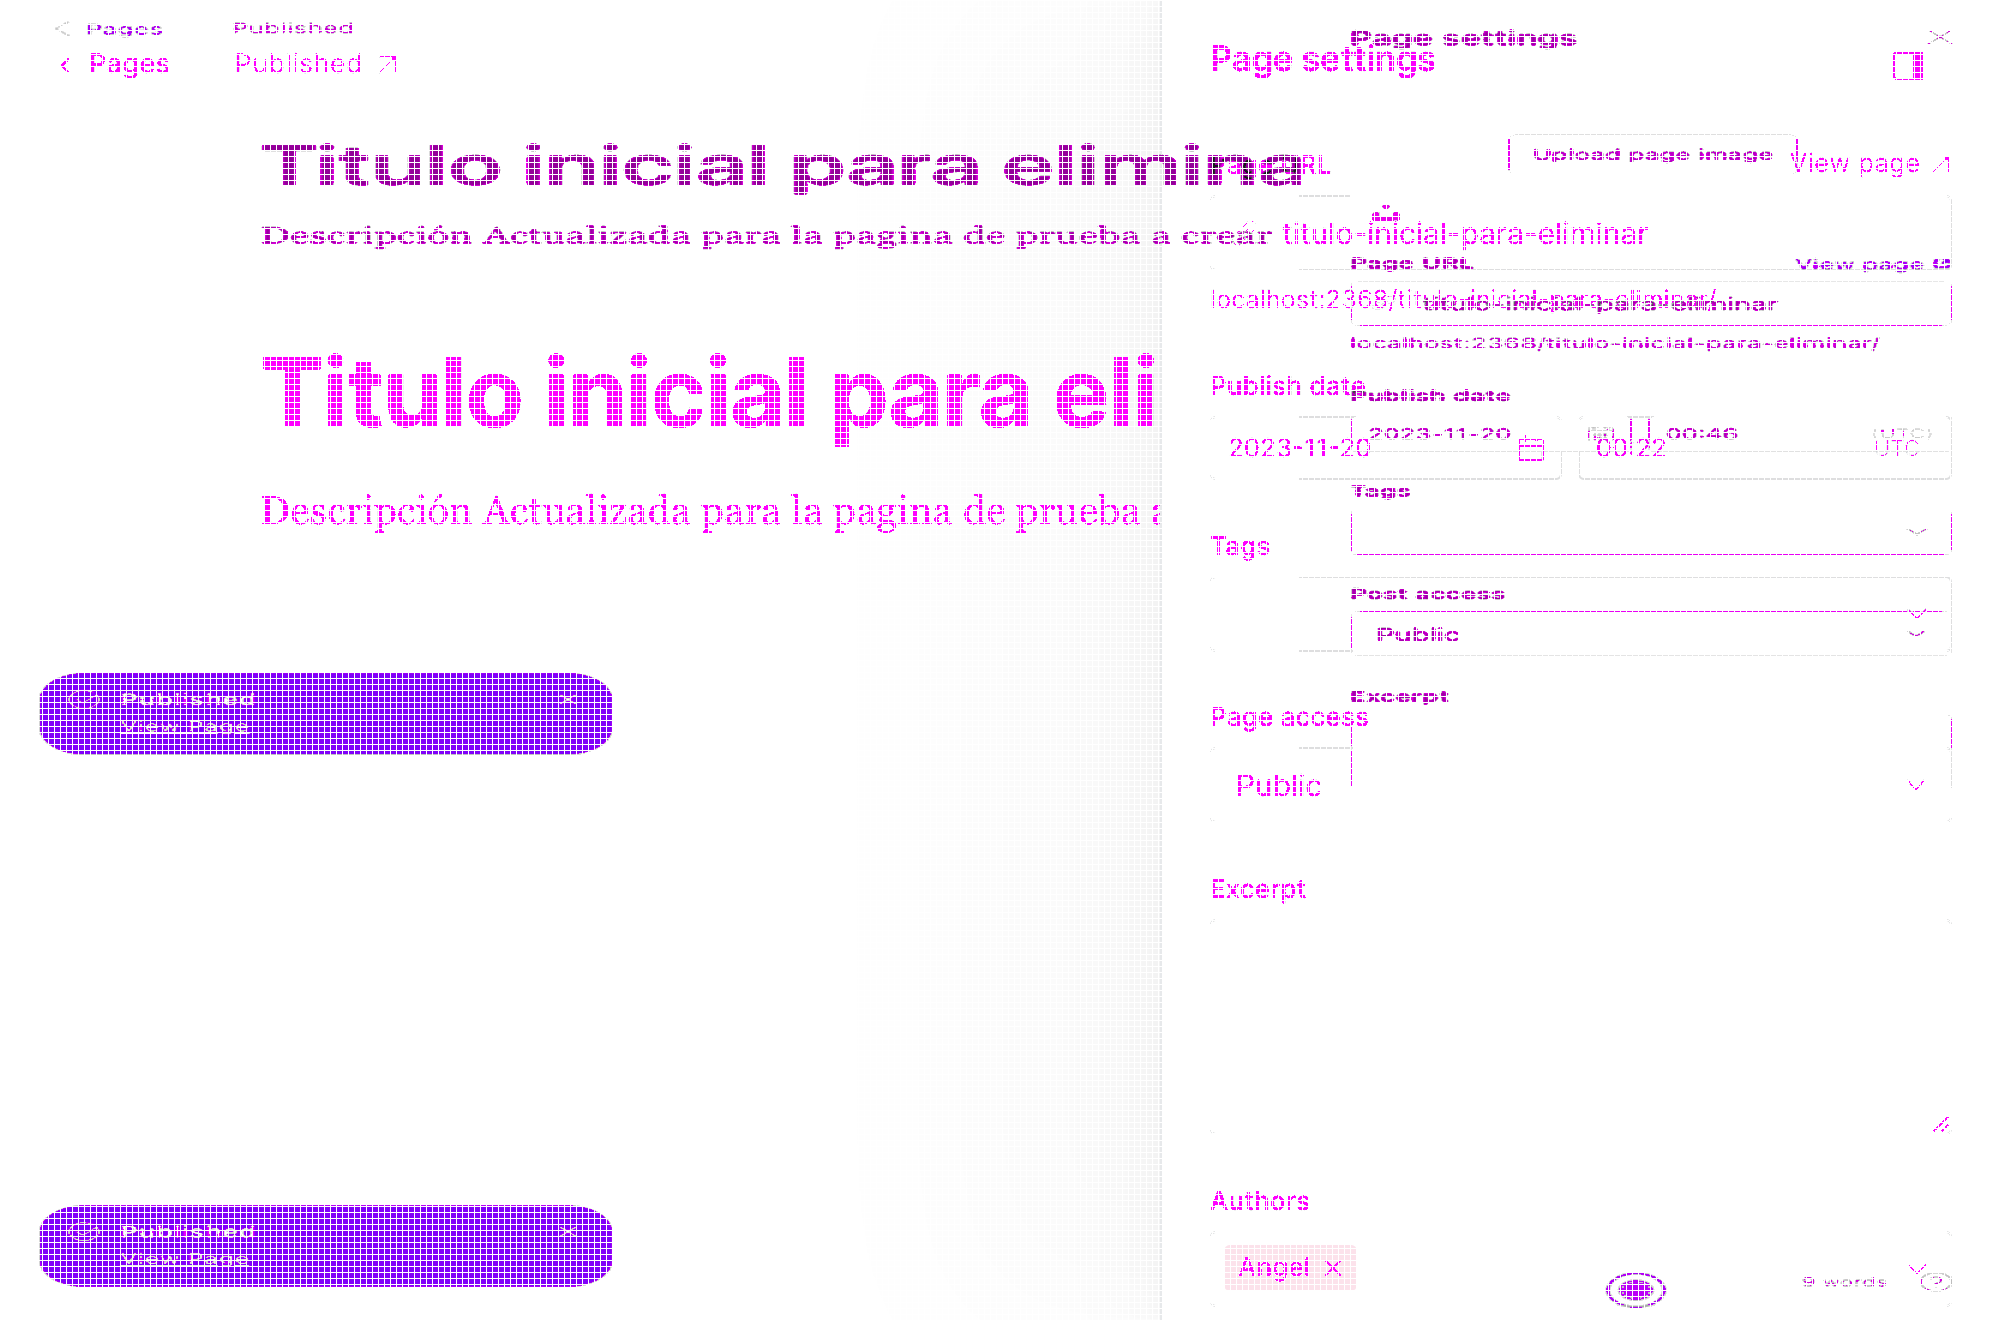 Pages Published
Page settings
Pages Published
Page settings
Titulo inicial para elimina
Upload page image
View page
Descripción Actualizada para la pagina de prueba a crear
titulo-inicial-para-eliminar
Page URL View page
localhost:2368/titulo-inicial-para-eliminar/
titulo-inicial-para-eliminar
localhost:2368/titulo-inicial-para-eliminar/
Titulo inicial para eli
Publish date
Publish date
2023-11-20 00:46 (UTC)
2023-11-20 00:22 UTC
Tags
Descripción Actualizada para la pagina de prueba a
Tags
Post access
Public
Published
View Page
Excerpt
Page access
Public
Excerpt
Authors
Published
View Page
Angel ×
9 words